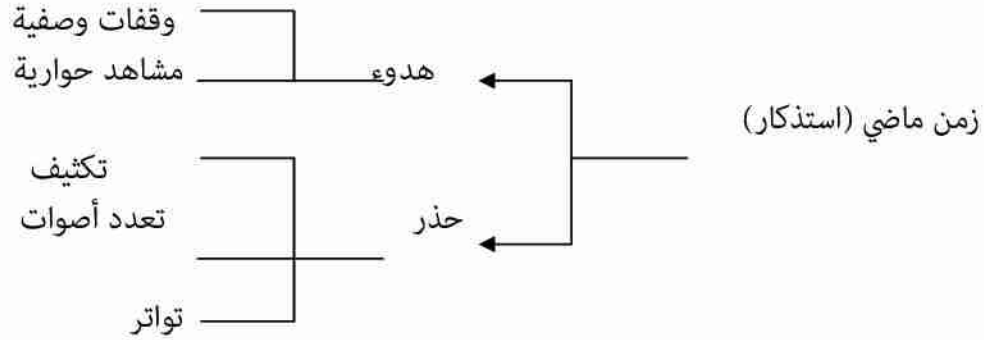 زمن ماضي (استذكار)
هدوء
وقفات وصفية
مشاهد حوارية
حذر
تكثيف
تعدد أصوات
تواتر